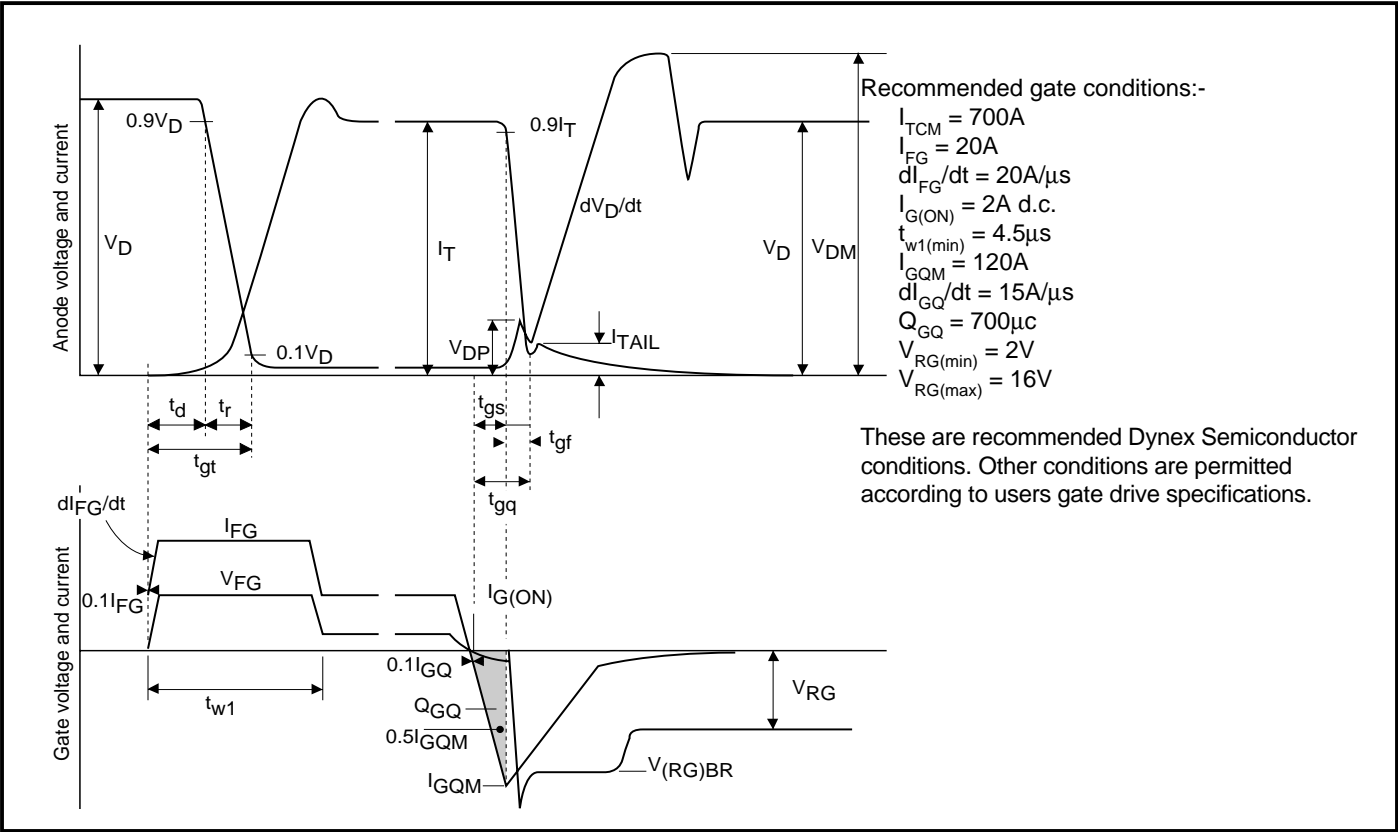 Anode voltage and current
0.9VD
VD
0.1VD
IT
0.9IT
dVD/dt
VD
VDM
VDP
ITAIL
td
tr
tgt
tgs
tgf
tgq
Recommended gate conditions:-
ITCM = 700A
IFG = 20A
dIFG/dt = 20A/μs
IG(ON) = 2A d.c.
tw1(min) = 4.5μs
IGQM = 120A
dIGQ/dt = 15A/μs
QGQ = 700μc
VRG(min) = 2V
VRG(max) = 16V
These are recommended Dynex Semiconductor
conditions. Other conditions are permitted
according to users gate drive specifications.
Gate voltage and current
dIFG/dt
IFG
VFG
0.1IFG
tw1
IG(ON)
0.1IGQ
QGQ
0.5IGQM
IGQM
VRG
V(RG)BR